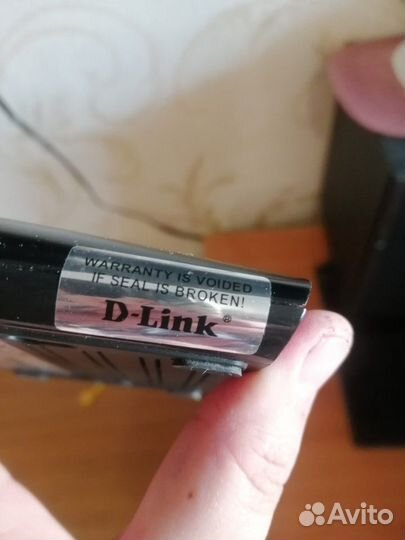 WARRANTY IS VOIDED
IF SEAL IS BROKEN!
D-Link®
Avito